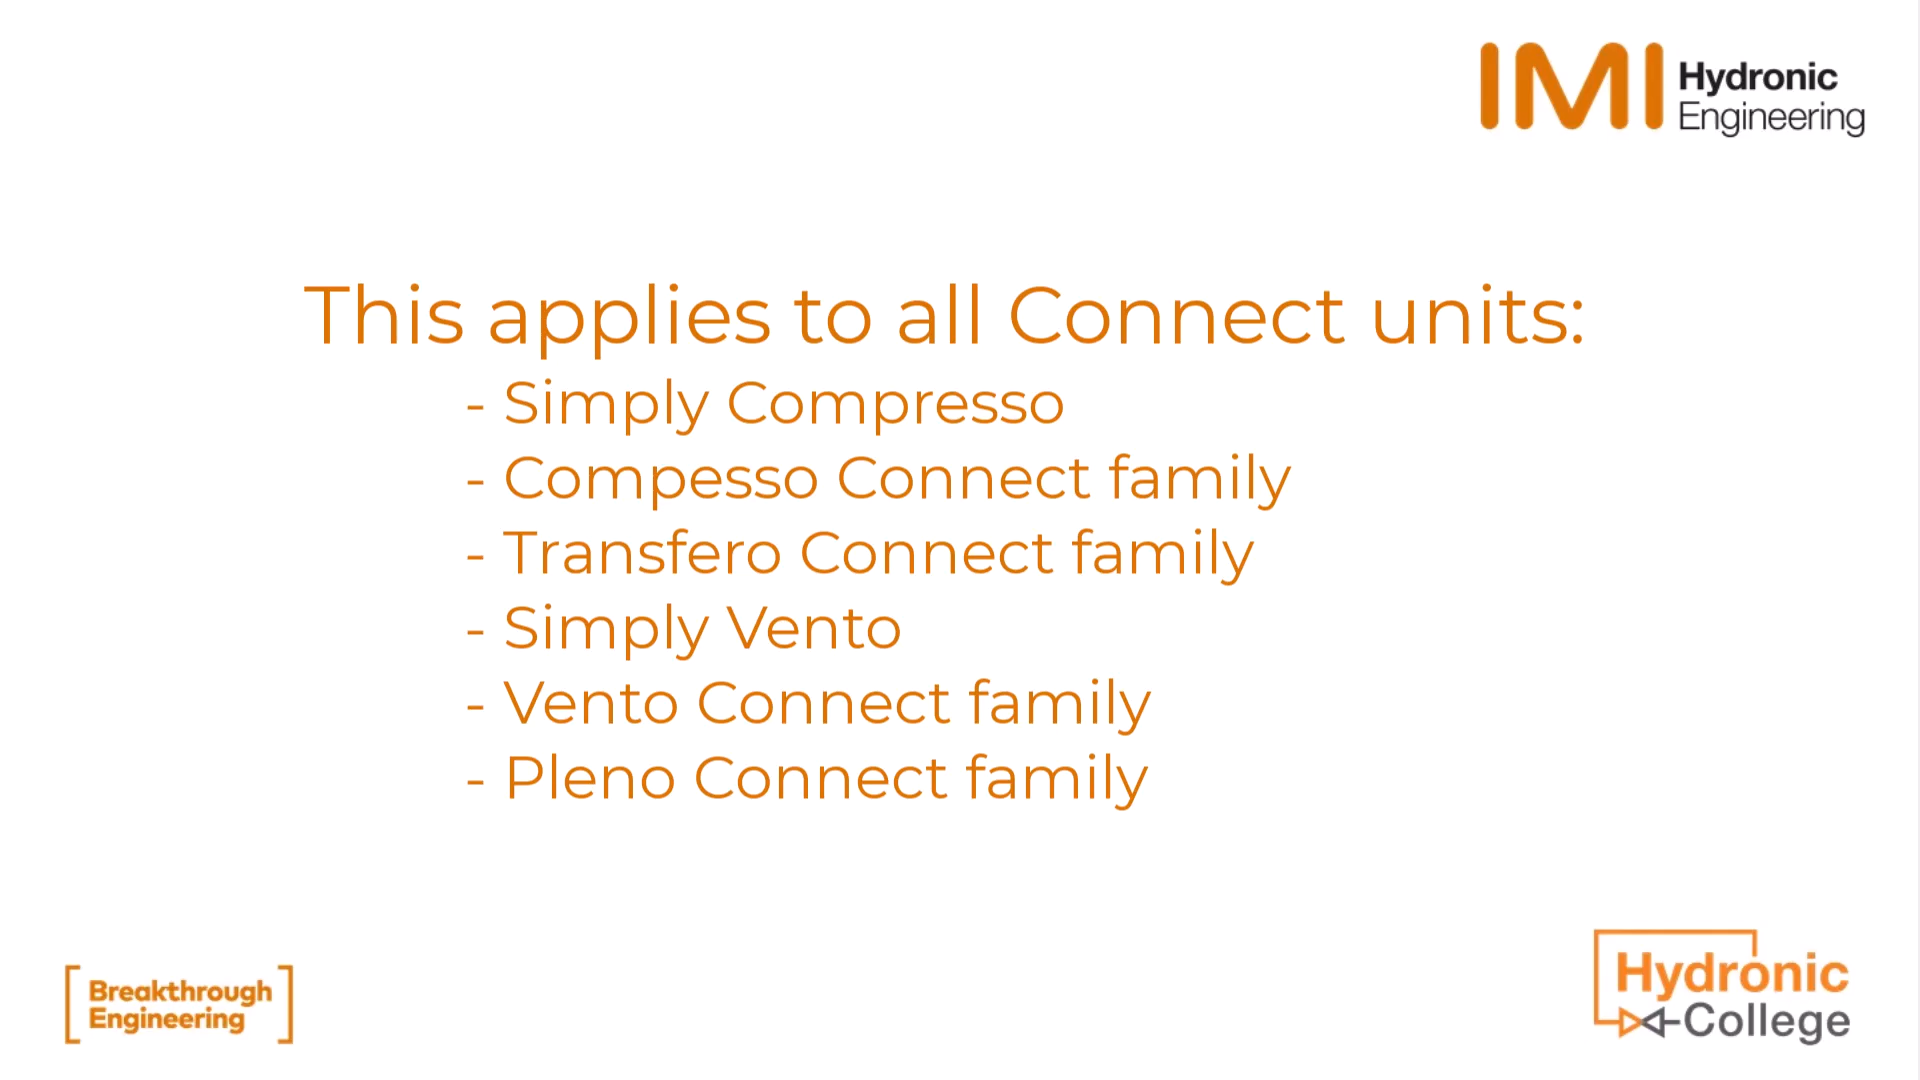 IMI Hydronic
Engineering
This applies to all Connect units:
- Simply Compresso
- Compesso Connect family
- Transfero Connect family
- Simply Vento
- Vento Connect family
- Pleno Connect family
Breakthrough
Engineering
Hydronic
College